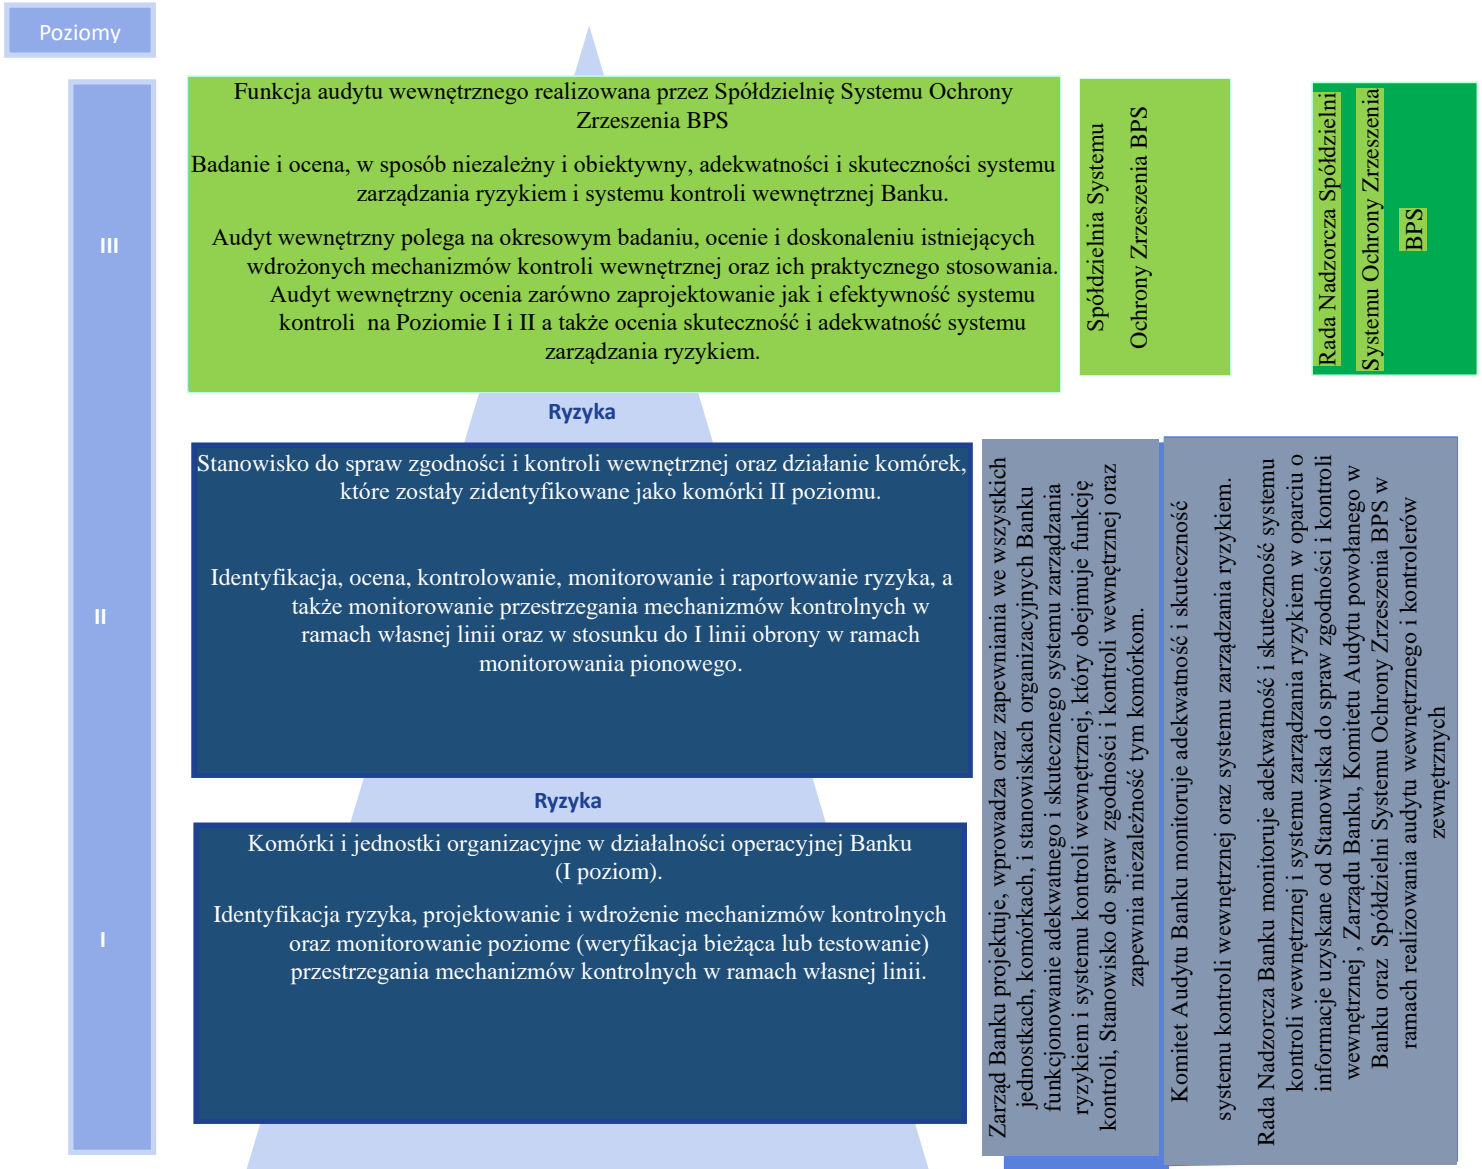 Poziomy
III
II
I
Funkcja audytu wewnętrznego realizowana przez Spółdzielnię Systemu Ochrony
Zrzeszenia BPS
Badanie i ocena, w sposób niezależny i obiektywny, adekwatności i skuteczności systemu
zarządzania ryzykiem i systemu kontroli wewnętrznej Banku.
Audyt wewnętrzny polega na okresowym badaniu, ocenie i doskonaleniu istniejących
wdrożonych mechanizmów kontroli wewnętrznej oraz ich praktycznego stosowania.
Audyt wewnętrzny ocenia zarówno zaprojektowanie jak i efektywność systemu
kontroli na Poziomie I i II a także ocenia skuteczność i adekwatność systemu
zarządzania ryzykiem.
Spółdzielnia Systemu
Ochrony Zrzeszenia BPS
Rada Nadzorcza Spółdzielni
Systemu Ochrony Zrzeszenia
BPS
Ryzyka
Stanowisko do spraw zgodności i kontroli wewnętrznej oraz działanie komórek,
które zostały zidentyfikowane jako komórki II poziomu.
Identyfikacja, ocena, kontrolowanie, monitorowanie i raportowanie ryzyka, a
także monitorowanie przestrzegania mechanizmów kontrolnych w
ramach własnej linii oraz w stosunku do I linii obrony w ramach
monitorowania pionowego.
Ryzyka
Komórki i jednostki organizacyjne w działalności operacyjnej Banku
(I poziom).
Identyfikacja ryzyka, projektowanie i wdrożenie mechanizmów kontrolnych
oraz monitorowanie poziome (weryfikacja bieżąca lub testowanie)
przestrzegania mechanizmów kontrolnych w ramach własnej linii.
Zarząd Banku projektuje, wprowadza oraz zapewniania we wszystkich
jednostkach, komórkach, i stanowiskach organizacyjnych Banku
funkcjonowanie adekwatnego i skutecznego systemu zarządzania
ryzykiem i systemu kontroli wewnętrznej, który obejmuje funkcję
kontroli, Stanowisko do spraw zgodności i kontroli wewnętrznej oraz
zapewnia niezależność tym komórkom.
Komitet Audytu Banku monitoruje adekwatność i skuteczność
systemu kontroli wewnętrznej oraz systemu zarządzania ryzykiem.
Rada Nadzorcza Banku monitoruje adekwatność i skuteczność systemu
kontroli wewnętrznej i systemu zarządzania ryzykiem w oparciu o
informacje uzyskane od Stanowiska do spraw zgodności i kontroli
wewnętrznej , Zarządu Banku, Komitetu Audytu powołanego w
Banku oraz Spółdzielni Systemu Ochrony Zrzeszenia BPS w
ramach realizowania audytu wewnętrznego i kontrolerów
zewnętrznych